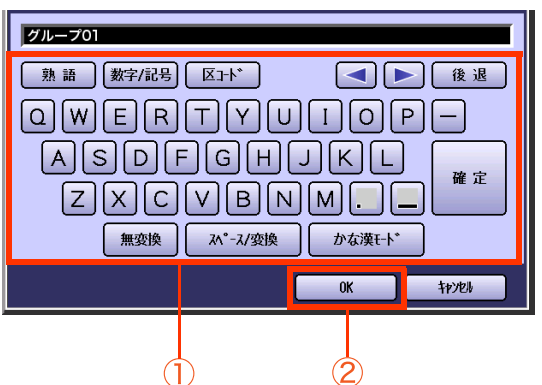 グループ01
熟 語 数字/記号 区ｺｰﾄﾞ 後 退
Q W E R T Y U I O P ー
A S D F G H J K L 確 定
Z X C V B N M . _
無変換 ｽﾍﾟｰｽ/変換 かな漢ﾓｰﾄﾞ
OK ｷｬﾝｾﾙ
① ②